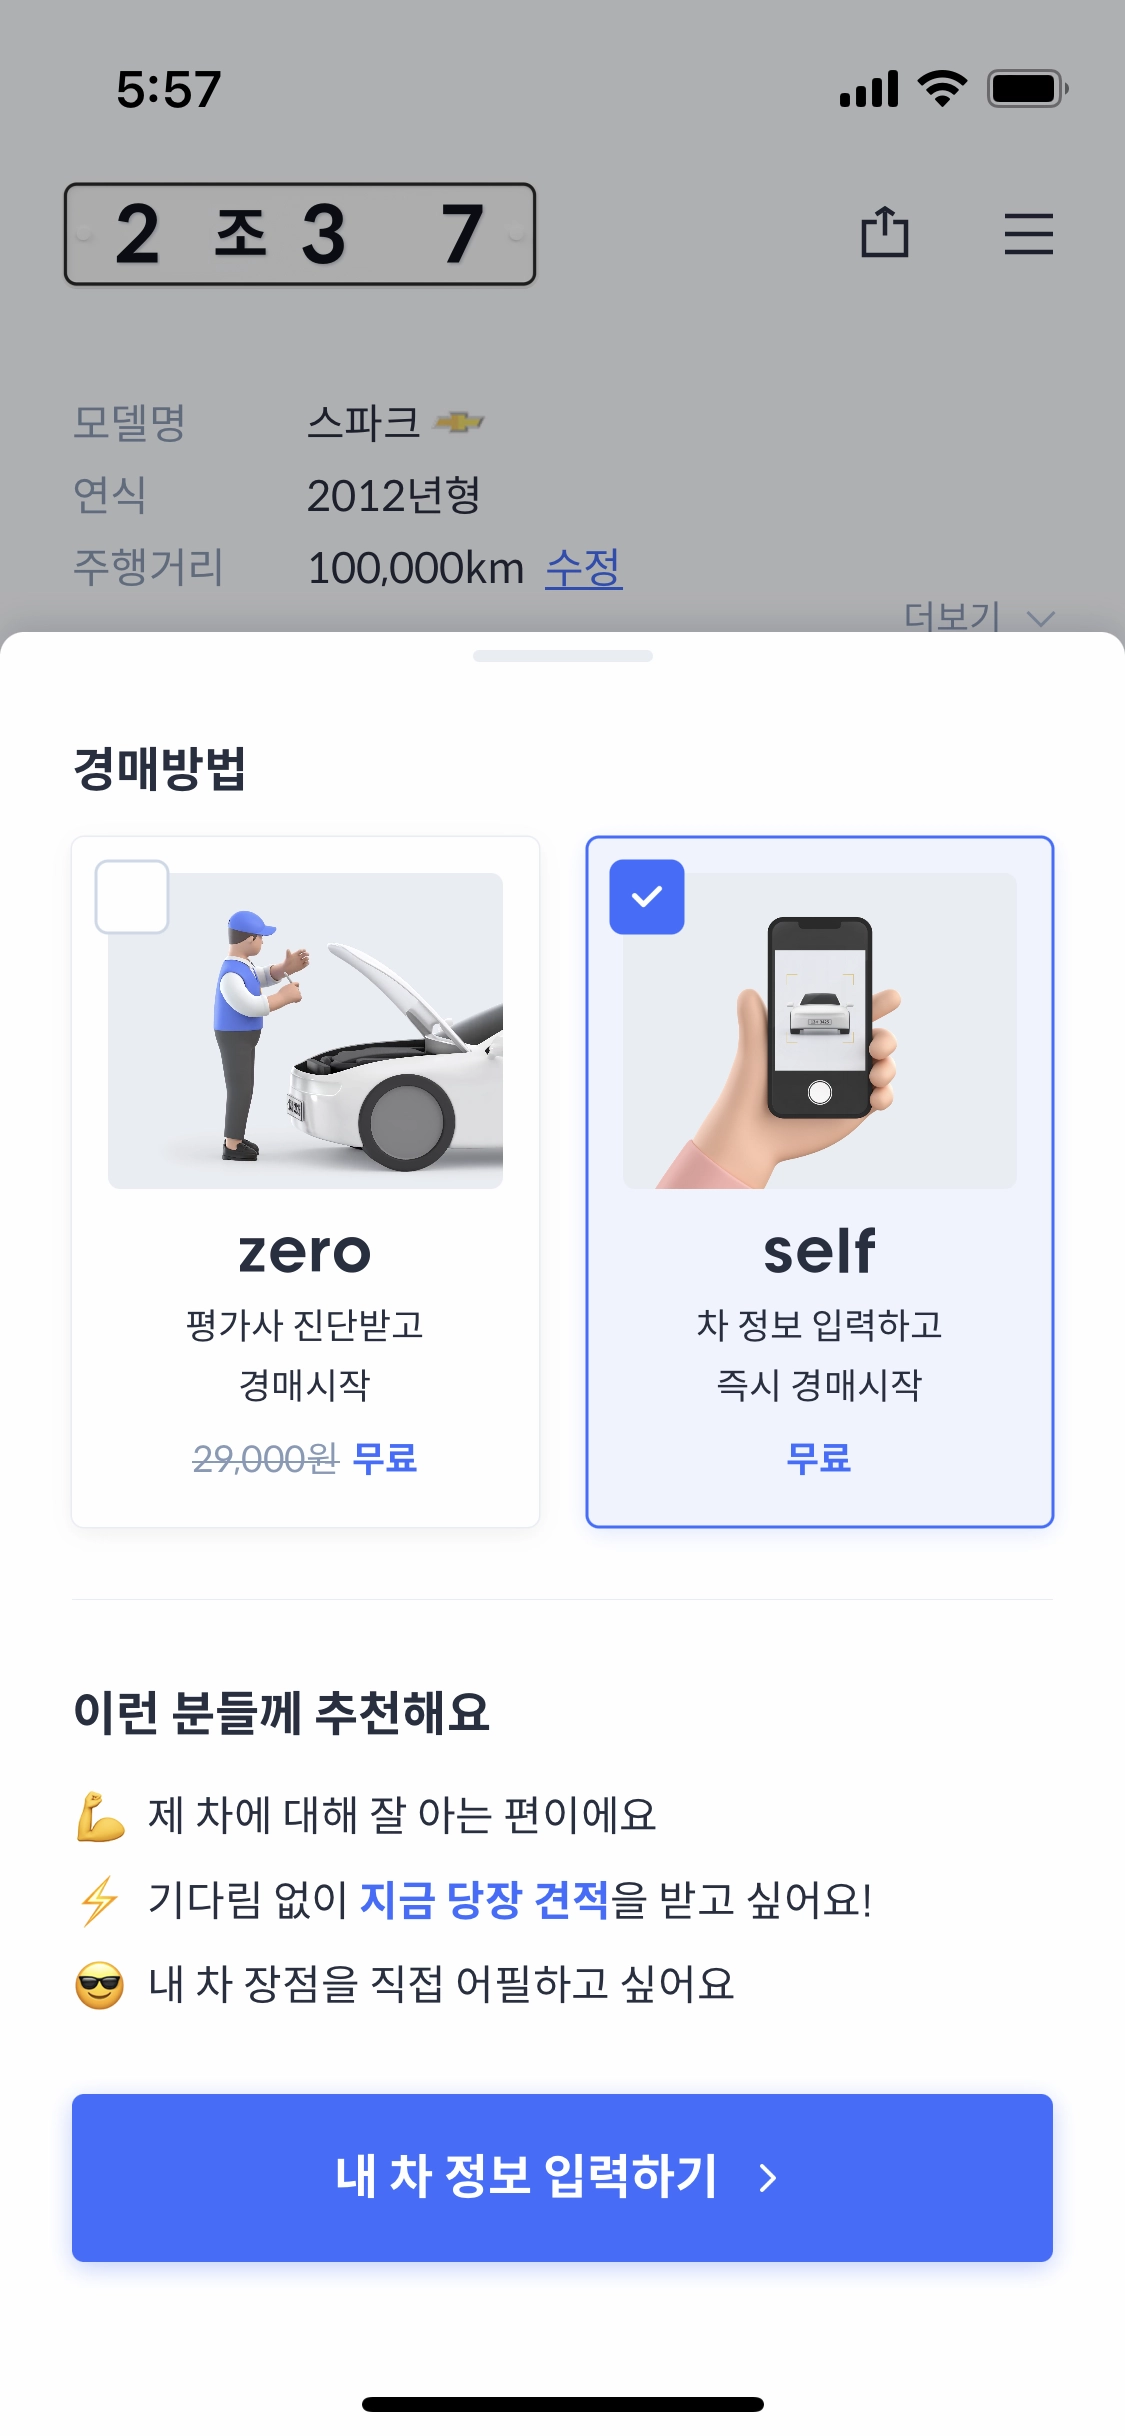 5:57
2 조 3 7
모델명 스파크
연식 2012년형
주행거리 100,000km 수정
더보기
경매방법
zero
평가사 진단받고
경매시작
29,000원 무료
self
차 정보 입력하고
즉시 경매시작
무료
이런 분들께 추천해요
💪 제 차에 대해 잘 아는 편이에요
⚡ 기다림 없이 지금 당장 견적을 받고 싶어요!
😎 내 차 장점을 직접 어필하고 싶어요
내 차 정보 입력하기 >